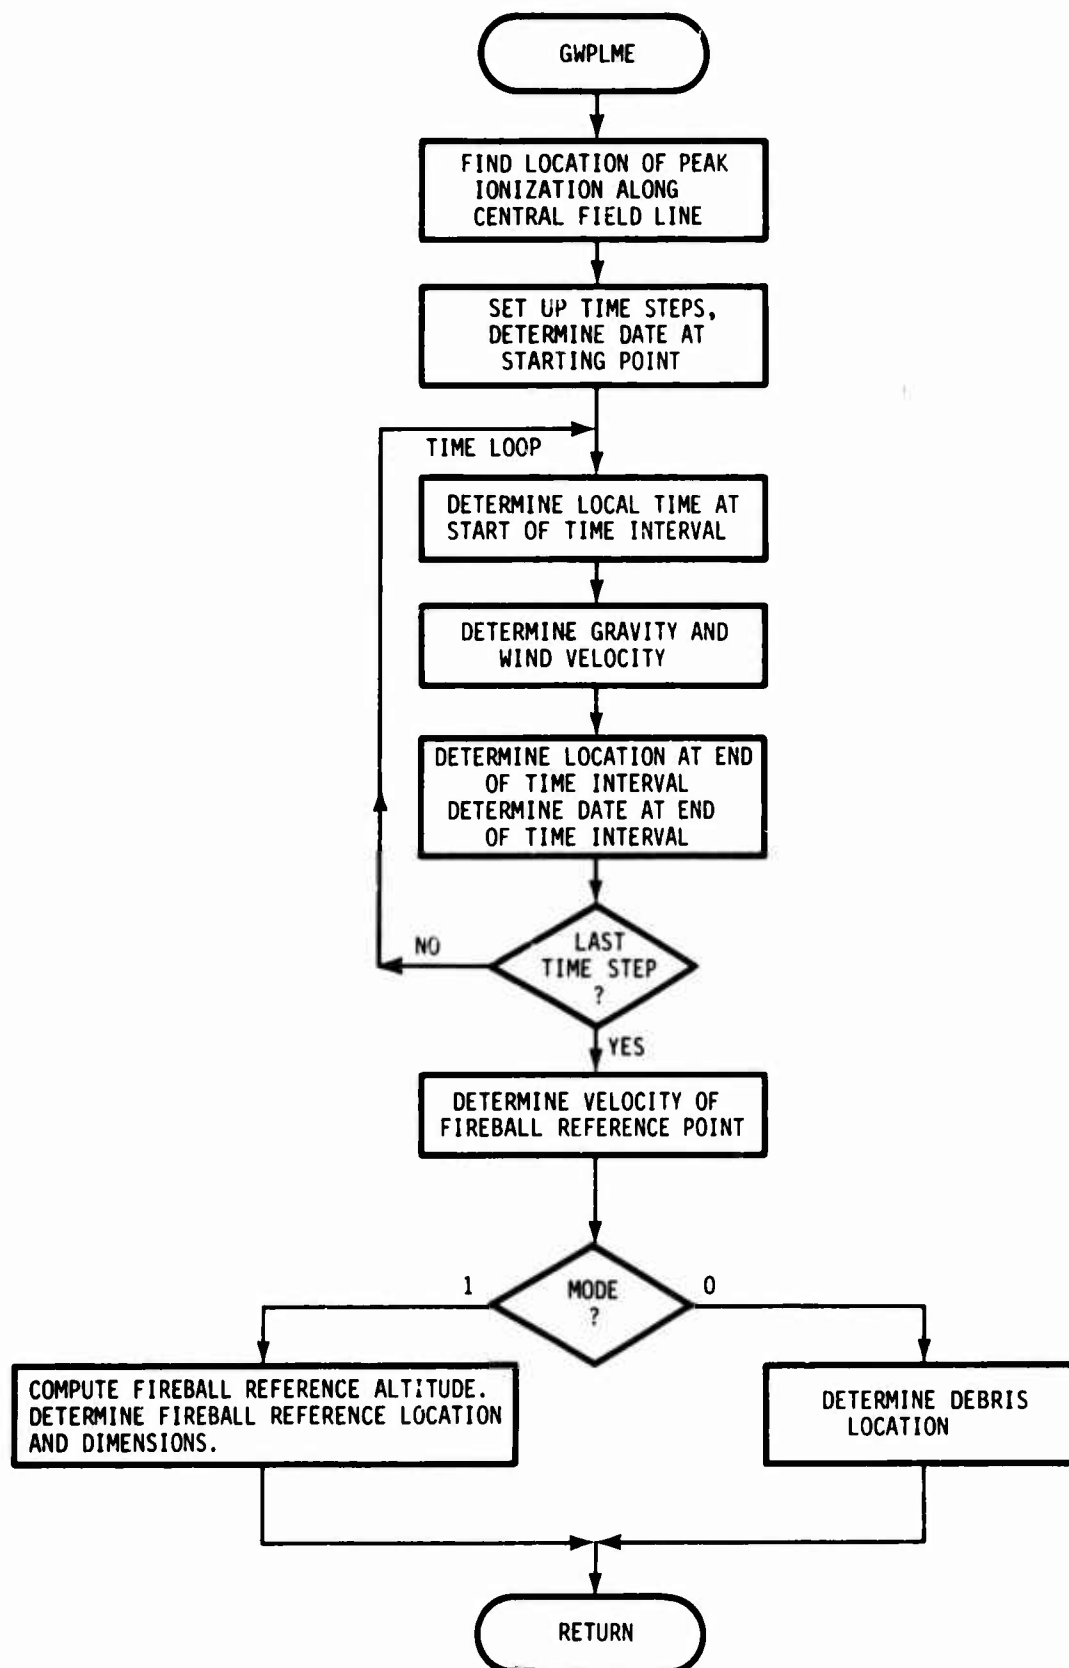 GWPLME
FIND LOCATION OF PEAK
IONIZATION ALONG
CENTRAL FIELD LINE
SET UP TIME STEPS,
DETERMINE DATE AT
STARTING POINT
TIME LOOP
DETERMINE LOCAL TIME AT
START OF TIME INTERVAL
DETERMINE GRAVITY AND
WIND VELOCITY
DETERMINE LOCATION AT END
OF TIME INTERVAL
DETERMINE DATE AT END
OF TIME INTERVAL
NO
LAST
TIME STEP
?
YES
DETERMINE VELOCITY OF
FIREBALL REFERENCE POINT
1
MODE
?
0
COMPUTE FIREBALL REFERENCE ALTITUDE.
DETERMINE FIREBALL REFERENCE LOCATION
AND DIMENSIONS.
DETERMINE DEBRIS
LOCATION
RETURN